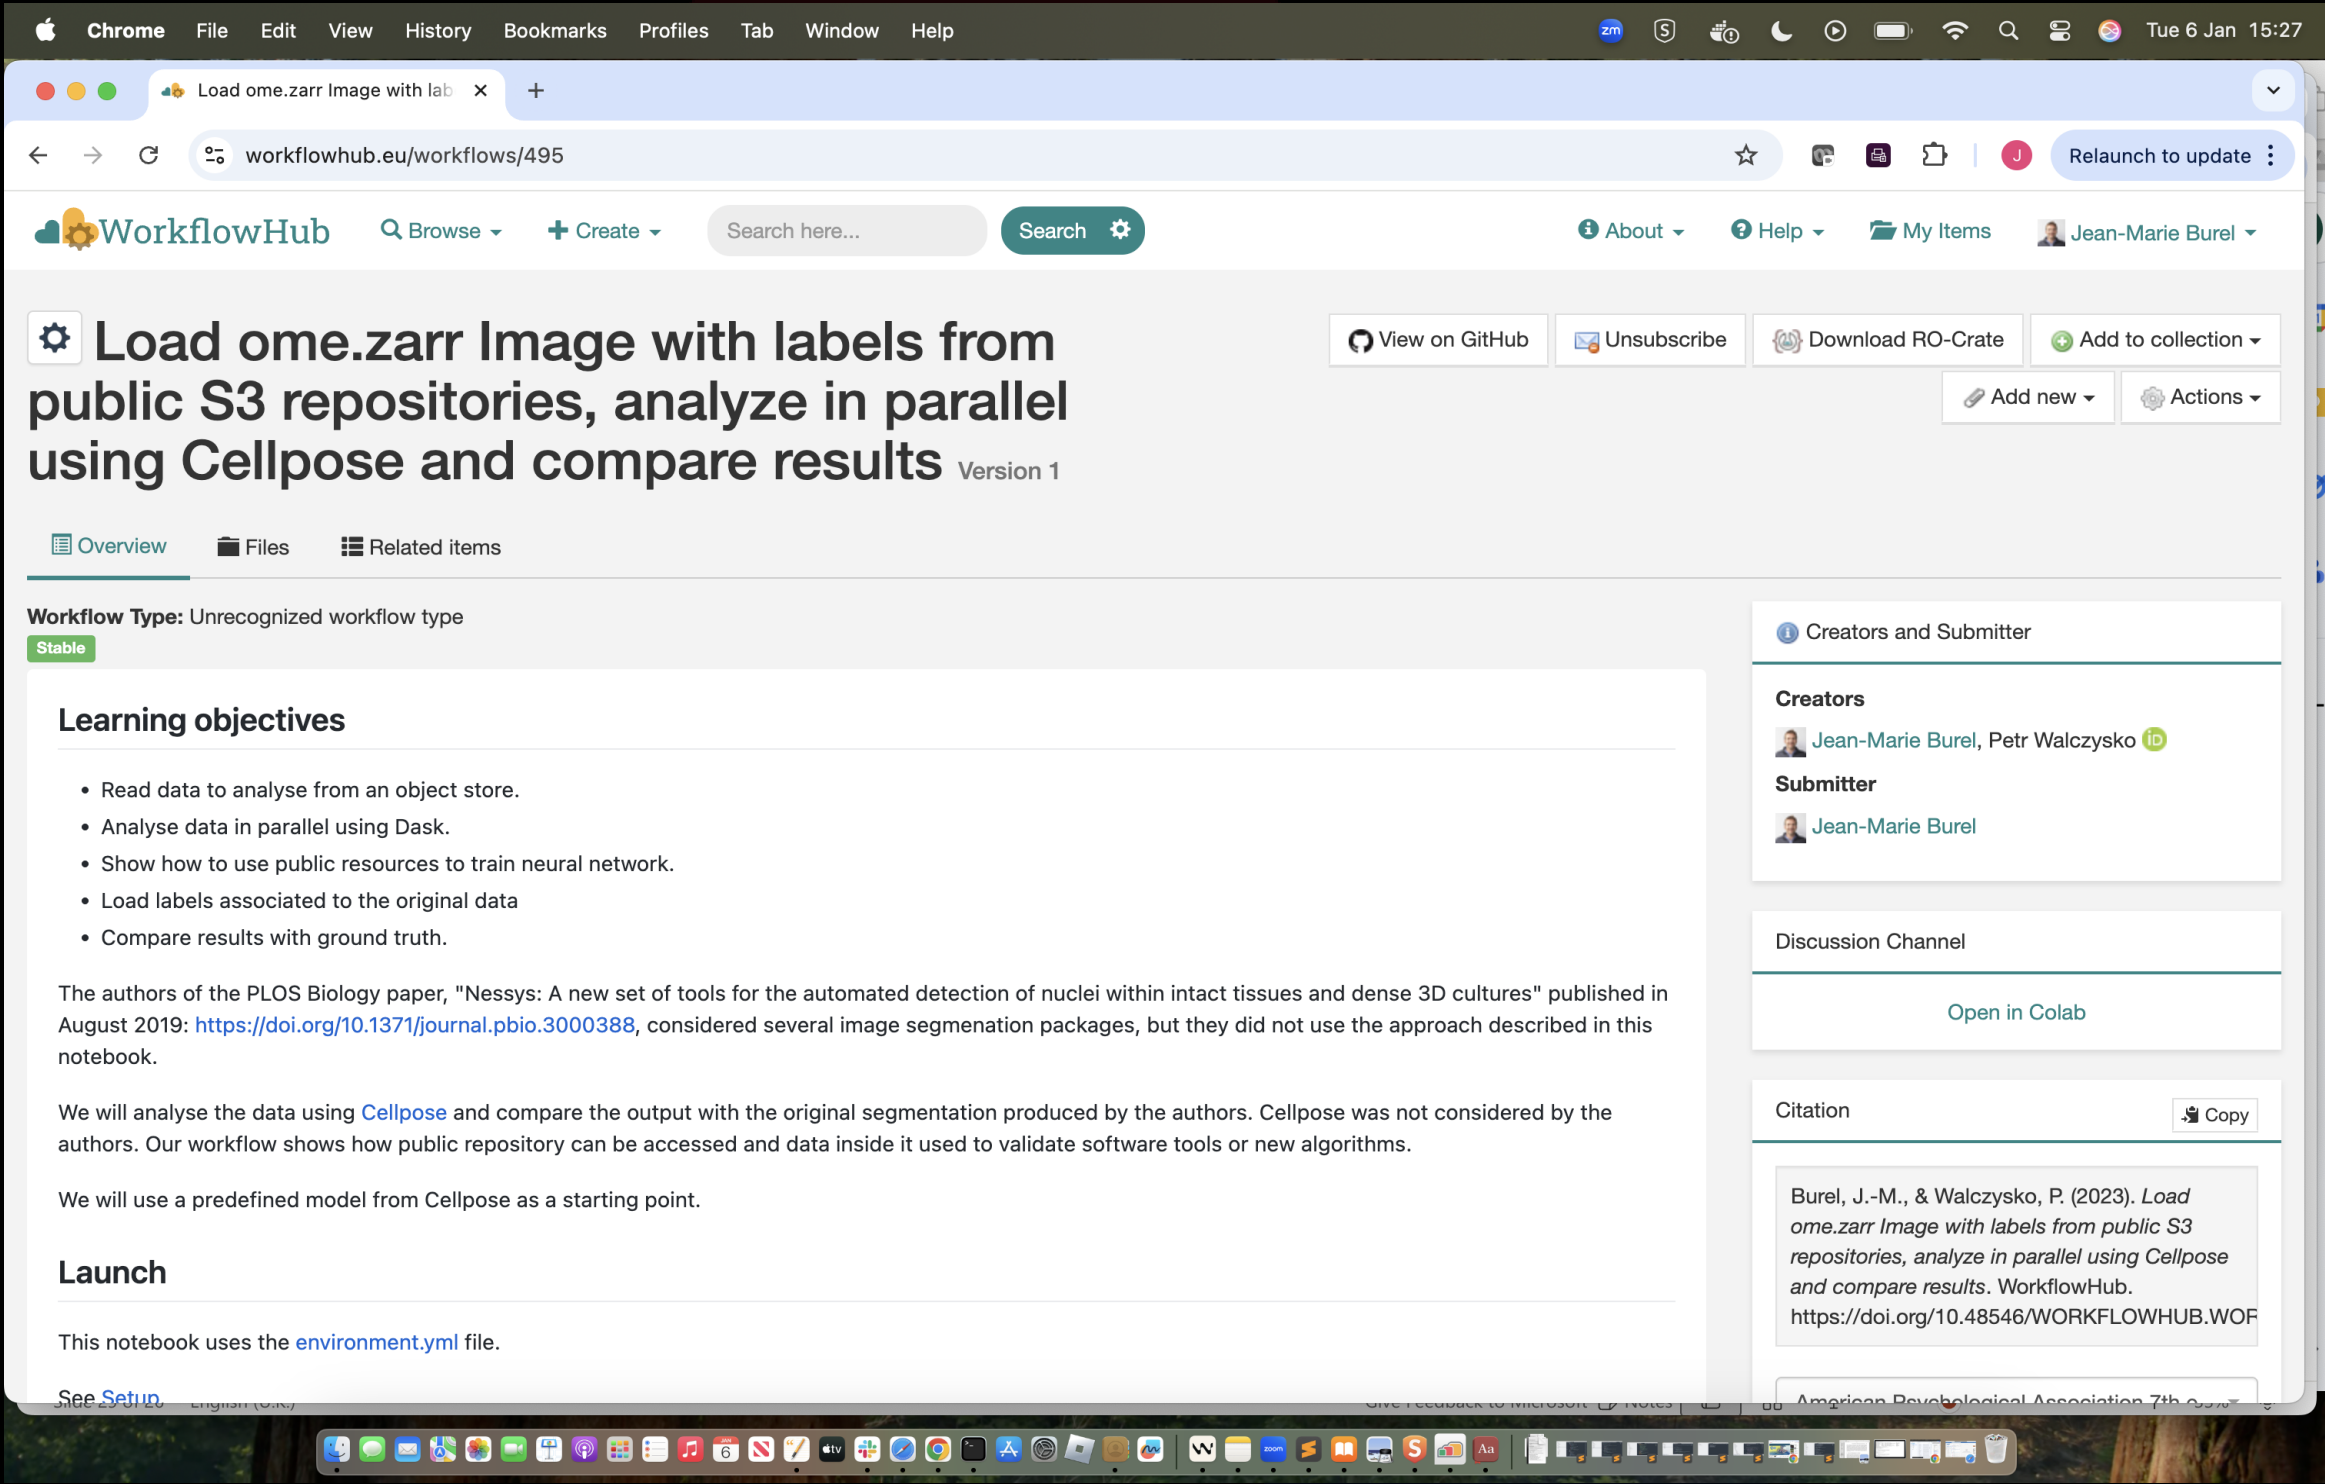 Chrome File Edit View History Bookmarks Profiles Tab Window Help zm S Tue 6 Jan 15:27
Load ome.zarr Image with lab
workflowhub.eu/workflows/495 J Relaunch to update
WorkflowHub Browse Create Search here... Search About Help My Items Jean-Marie Burel
Load ome.zarr Image with labels from
public S3 repositories, analyze in parallel
using Cellpose and compare results Version 1
View on GitHub Unsubscribe Download RO-Crate Add to collection
Add new Actions
Overview Files Related items
Workflow Type: Unrecognized workflow type
Stable
Learning objectives
• Read data to analyse from an object store.
• Analyse data in parallel using Dask.
• Show how to use public resources to train neural network.
• Load labels associated to the original data
• Compare results with ground truth.
The authors of the PLOS Biology paper, "Nessys: A new set of tools for the automated detection of nuclei within intact tissues and dense 3D cultures" published in
August 2019: https://doi.org/10.1371/journal.pbio.3000388, considered several image segmenation packages, but they did not use the approach described in this
notebook.
We will analyse the data using Cellpose and compare the output with the original segmentation produced by the authors. Cellpose was not considered by the
authors. Our workflow shows how public repository can be accessed and data inside it used to validate software tools or new algorithms.
We will use a predefined model from Cellpose as a starting point.
Launch
This notebook uses the environment.yml file.
See Setup
Creators and Submitter
Creators
Jean-Marie Burel, Petr Walczysko iD
Submitter
Jean-Marie Burel
Discussion Channel
Open in Colab
Citation Copy
Burel, J.-M., & Walczysko, P. (2023). Load
ome.zarr Image with labels from public S3
repositories, analyze in parallel using Cellpose
and compare results. WorkflowHub.
https://doi.org/10.48546/WORKFLOWHUB.WOR
American Psychological Association 7th
JAN 6 tv zoom S Aa